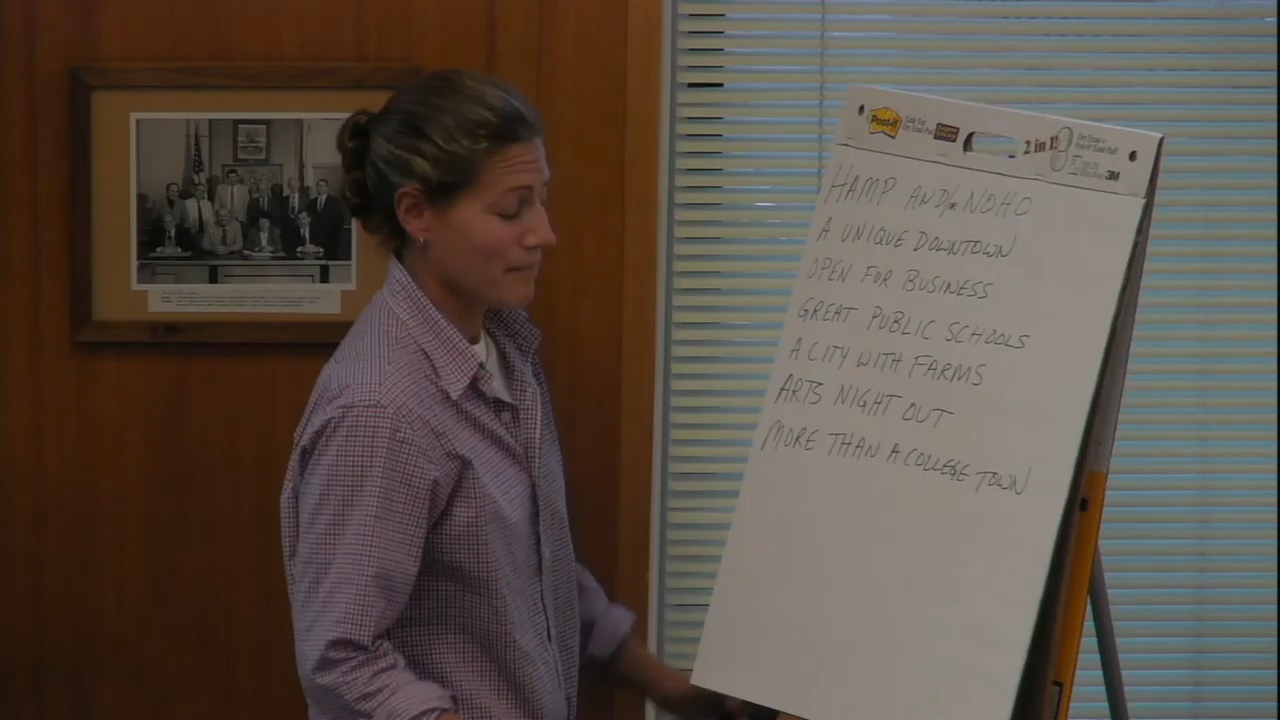 Post-it
2 in 1!
3M
HAMP AND/OR NOHO
A UNIQUE DOWNTOWN
OPEN FOR BUSINESS
GREAT PUBLIC SCHOOLS
A CITY WITH FARMS
ARTS NIGHT OUT
MORE THAN A COLLEGE TOWN